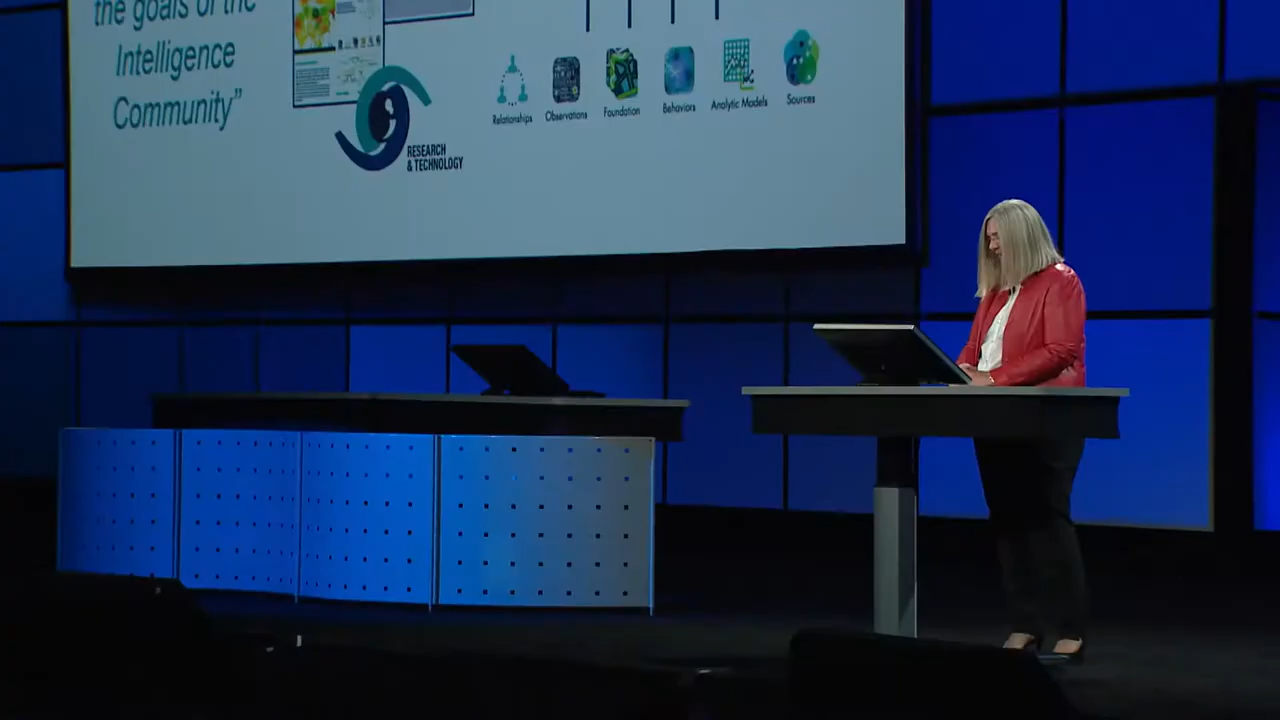 the goals of the
Intelligence
Community”
RESEARCH
& TECHNOLOGY
Relationships
Observations
Foundation
Behaviors
Analytic Models
Sources